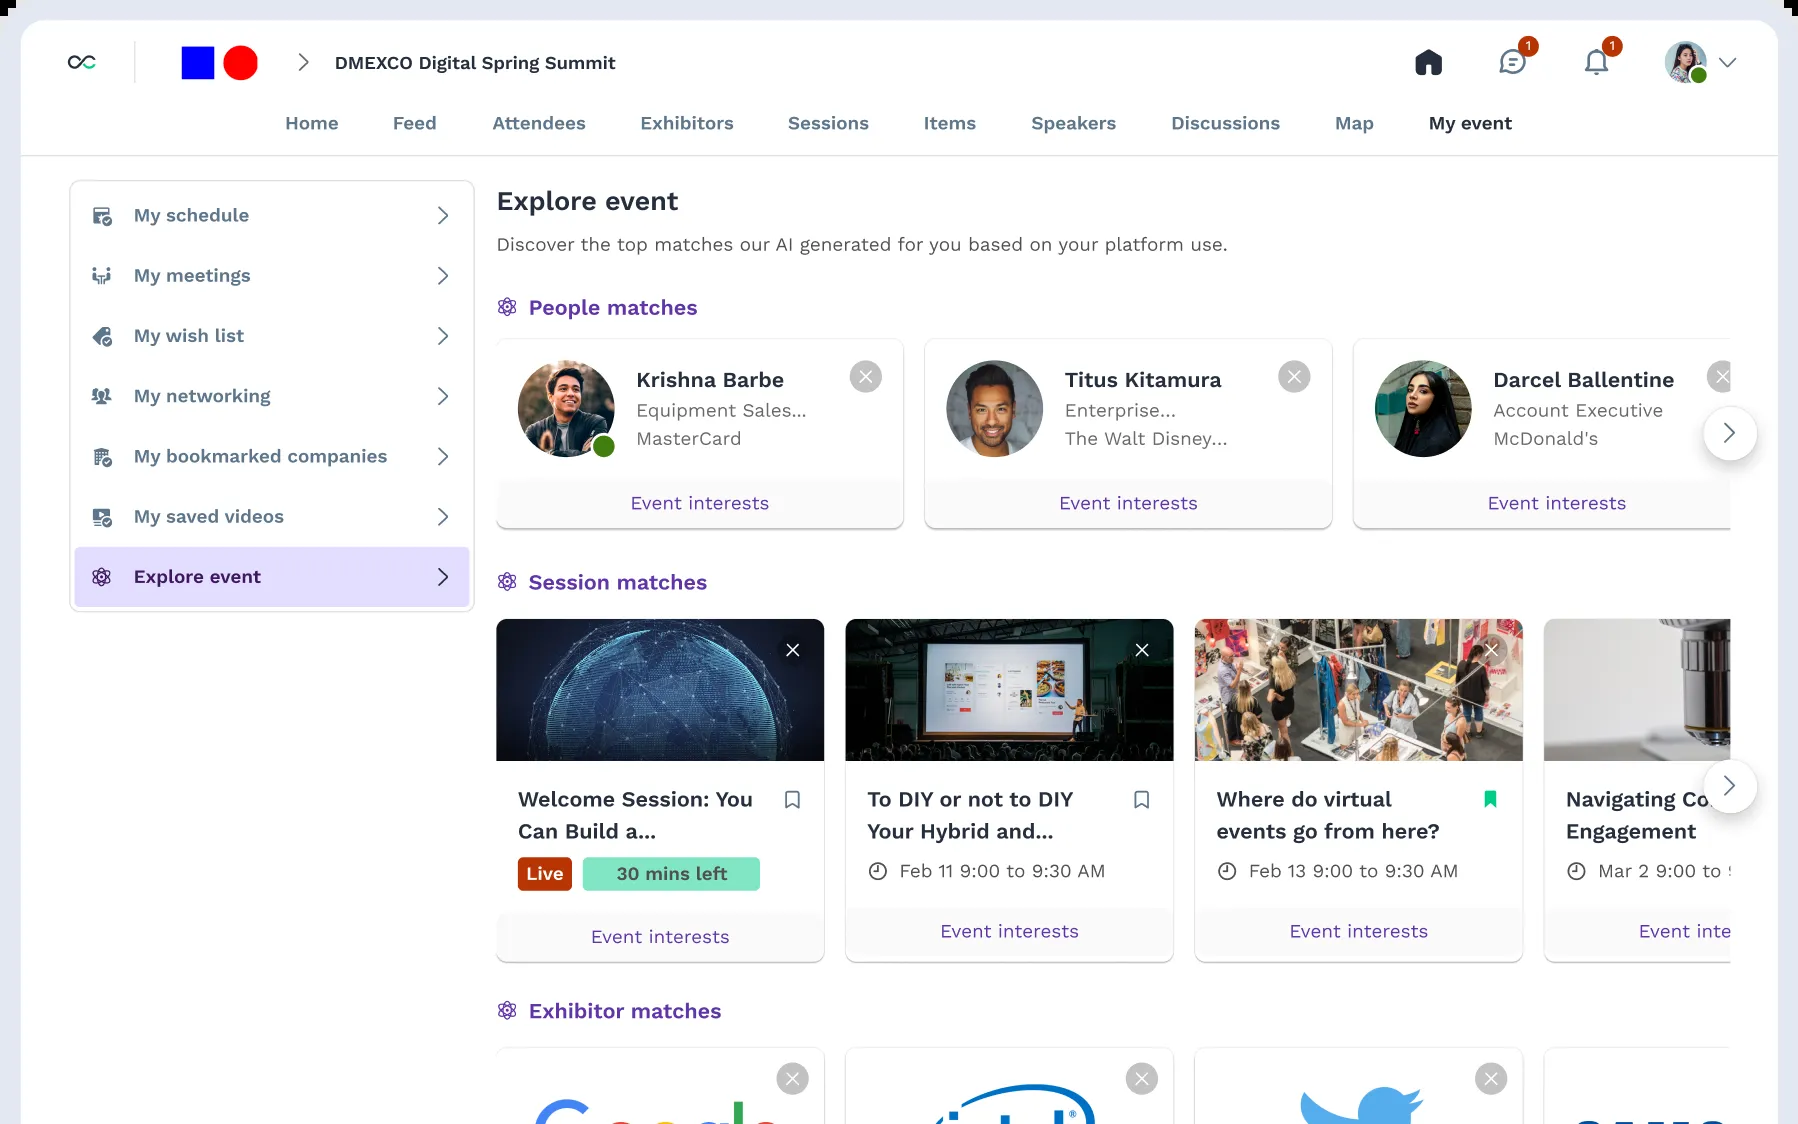 DMEXCO Digital Spring Summit
1
1
Home Feed Attendees Exhibitors Sessions Items Speakers Discussions Map My event
My schedule
My meetings
My wish list
My networking
My bookmarked companies
My saved videos
Explore event
Explore event
Discover the top matches our AI generated for you based on your platform use.
People matches
Krishna Barbe
Equipment Sales...
MasterCard
Event interests
Titus Kitamura
Enterprise...
The Walt Disney...
Event interests
Darcel Ballentine
Account Executive
McDonald's
Event interests
Session matches
Welcome Session: You
Can Build a...
Live
30 mins left
Event interests
To DIY or not to DIY
Your Hybrid and...
Feb 11 9:00 to 9:30 AM
Event interests
Where do virtual
events go from here?
Feb 13 9:00 to 9:30 AM
Event interests
Navigating
Engagement
Mar 2 9:00 to
Event
Exhibitor matches
Google
intel®